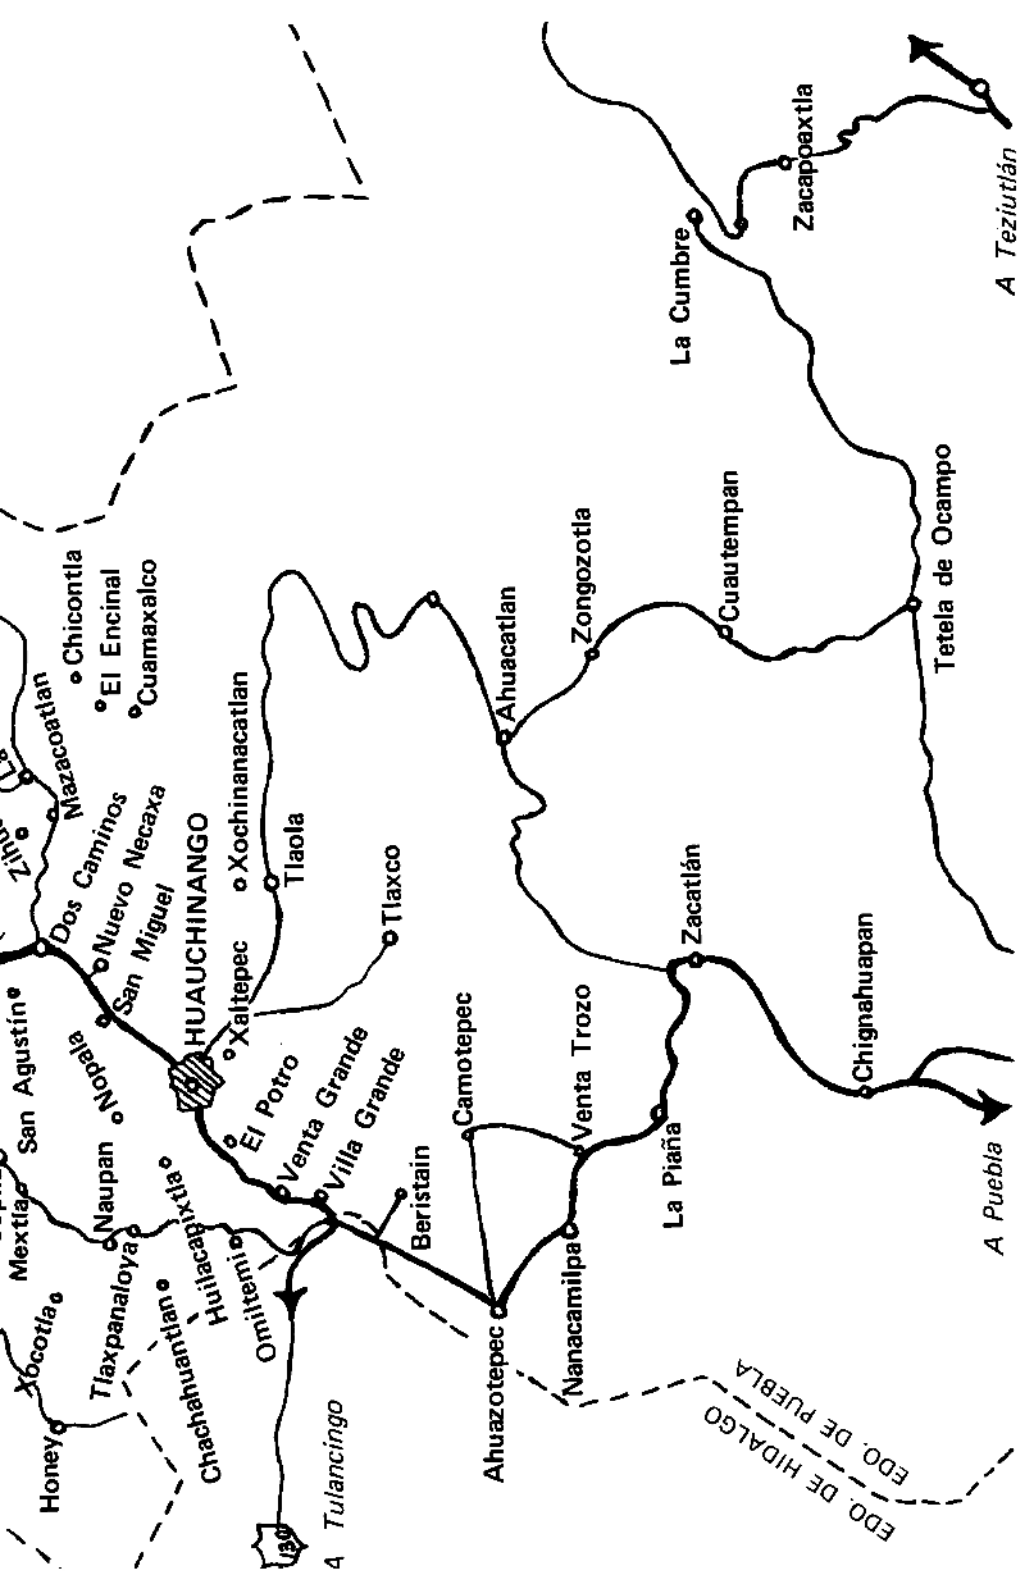 Chicontla
El Encinal
Cuamaxalco
Mazacoatlan
Dos Caminos
Nuevo Necaxa
San Miguel
HUAUCHINANGO
Xochinanacatlan
Tlaola
Xaltepec
Tlaxco
San Agustín
Nopala
Naupan
Mextla
El Potro
Venta Grande
Villa Grande
Beristain
Xocotla
Tlaxpanaloya
Huilacapixtla
Chachahuantlan
Omiltemi
Honey
130
A Tulancingo
Ahuacatlan
Zongozotla
Cuautempan
Tetela de Ocampo
La Cumbre
Zacapoaxtla
A Teziutlán
Zacatlán
Chignahuapan
Camotepec
Venta Trozo
La Piaña
Nanacamilpa
Ahuazotepec
A Puebla
EDO. DE PUEBLA
EDO. DE HIDALGO